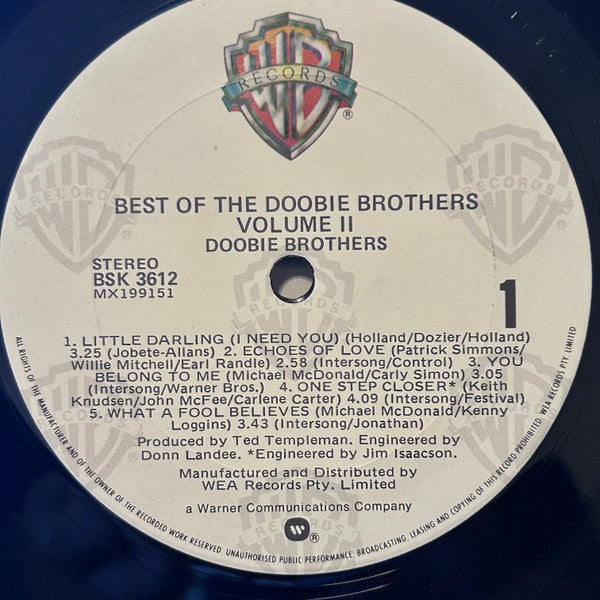 WB
RECORDS
®
BEST OF THE DOOBIE BROTHERS
VOLUME II
DOOBIE BROTHERS
STEREO
BSK 3612
MX199151
1
1. LITTLE DARLING (I NEED YOU) (Holland/Dozier/Holland)
3.25 (Jobete-Allans) 2. ECHOES OF LOVE (Patrick Simmons/
Willie Mitchell/Earl Randle) 2.58 (Intersong/Control) 3. YOU
BELONG TO ME (Michael McDonald/Carly Simon) 3.05
(Intersong/Warner Bros.) 4. ONE STEP CLOSER* (Keith
Knudsen/John McFee/Carlene Carter) 4.09 (Intersong/Festival)
5. WHAT A FOOL BELIEVES (Michael McDonald/Kenny
Loggins) 3.43 (Intersong/Jonathan)
Produced by Ted Templeman. Engineered by
Donn Landee. *Engineered by Jim Isaacson.
Manufactured and Distributed by
WEA Records Pty. Limited
a Warner Communications Company
®
ALL RIGHTS OF THE MANUFACTURER AND OF THE OWNER OF THE RECORDED WORK RESERVED. UNAUTHORISED PUBLIC PERFORMANCE, BROADCASTING, LEASING AND COPYING OF THIS RECORD PROHIBITED. WEA RECORDS PTY. LIMITED